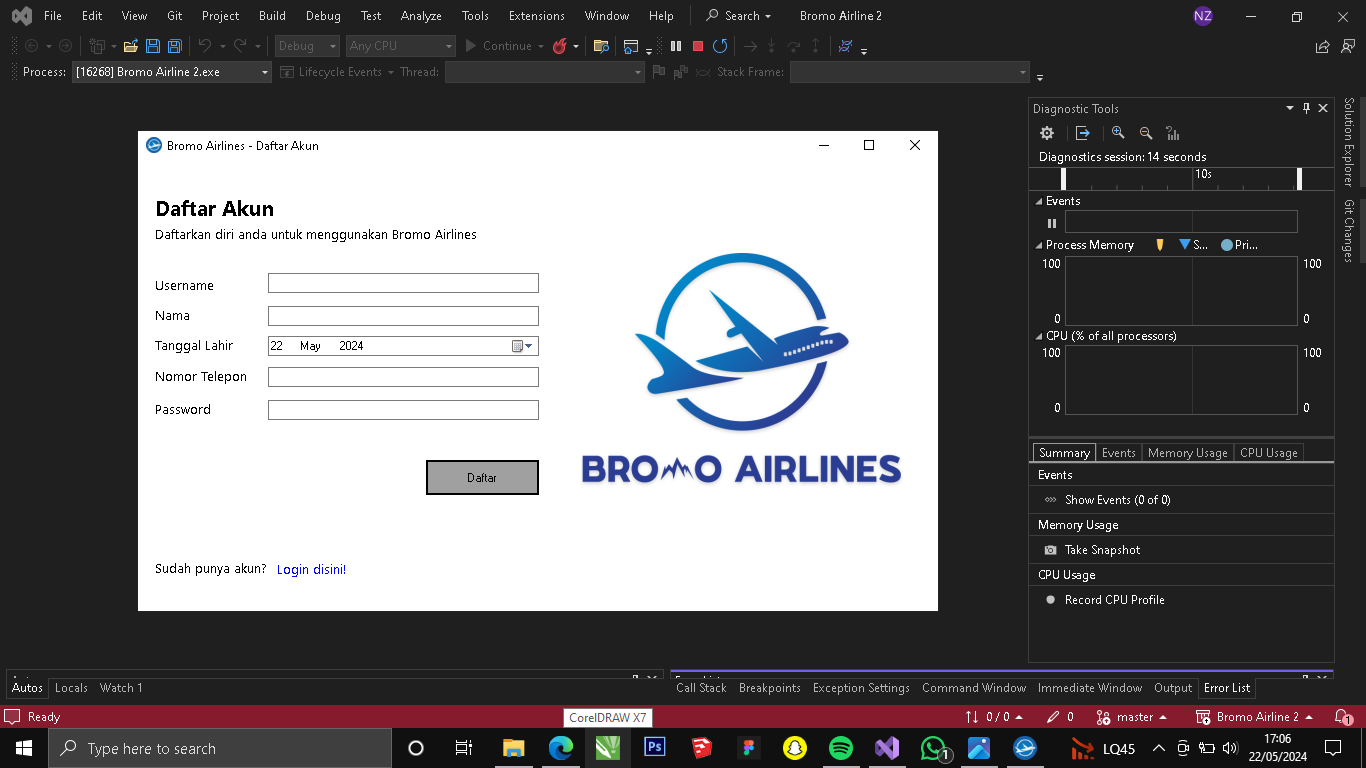 File Edit View Git Project Build Debug Test Analyze Tools Extensions Window Help Search Bromo Airline 2 NZ
Debug Any CPU Continue
Process: [16268] Bromo Airline 2.exe Lifecycle Events Thread: Stack Frame:
Solution Explorer
Git Changes
Bromo Airlines - Daftar Akun
Daftar Akun
Daftarkan diri anda untuk menggunakan Bromo Airlines
Username
Nama
Tanggal Lahir 22 May 2024
Nomor Telepon
Password
Daftar
Sudah punya akun? Login disini!
BROMO AIRLINES
Diagnostic Tools
Diagnostics session: 14 seconds
10s
Events
Process Memory S... Pri...
100 100
0 0
CPU (% of all processors)
100 100
0 0
Summary Events Memory Usage CPU Usage
Events
Show Events (0 of 0)
Memory Usage
Take Snapshot
CPU Usage
Record CPU Profile
Autos Locals Watch 1
Call Stack Breakpoints Exception Settings Command Window Immediate Window Output Error List
Ready 0 / 0 0 master Bromo Airline 2 1
CorelDRAW X7
Type here to search
Ps
1
LQ45
17:06
22/05/2024